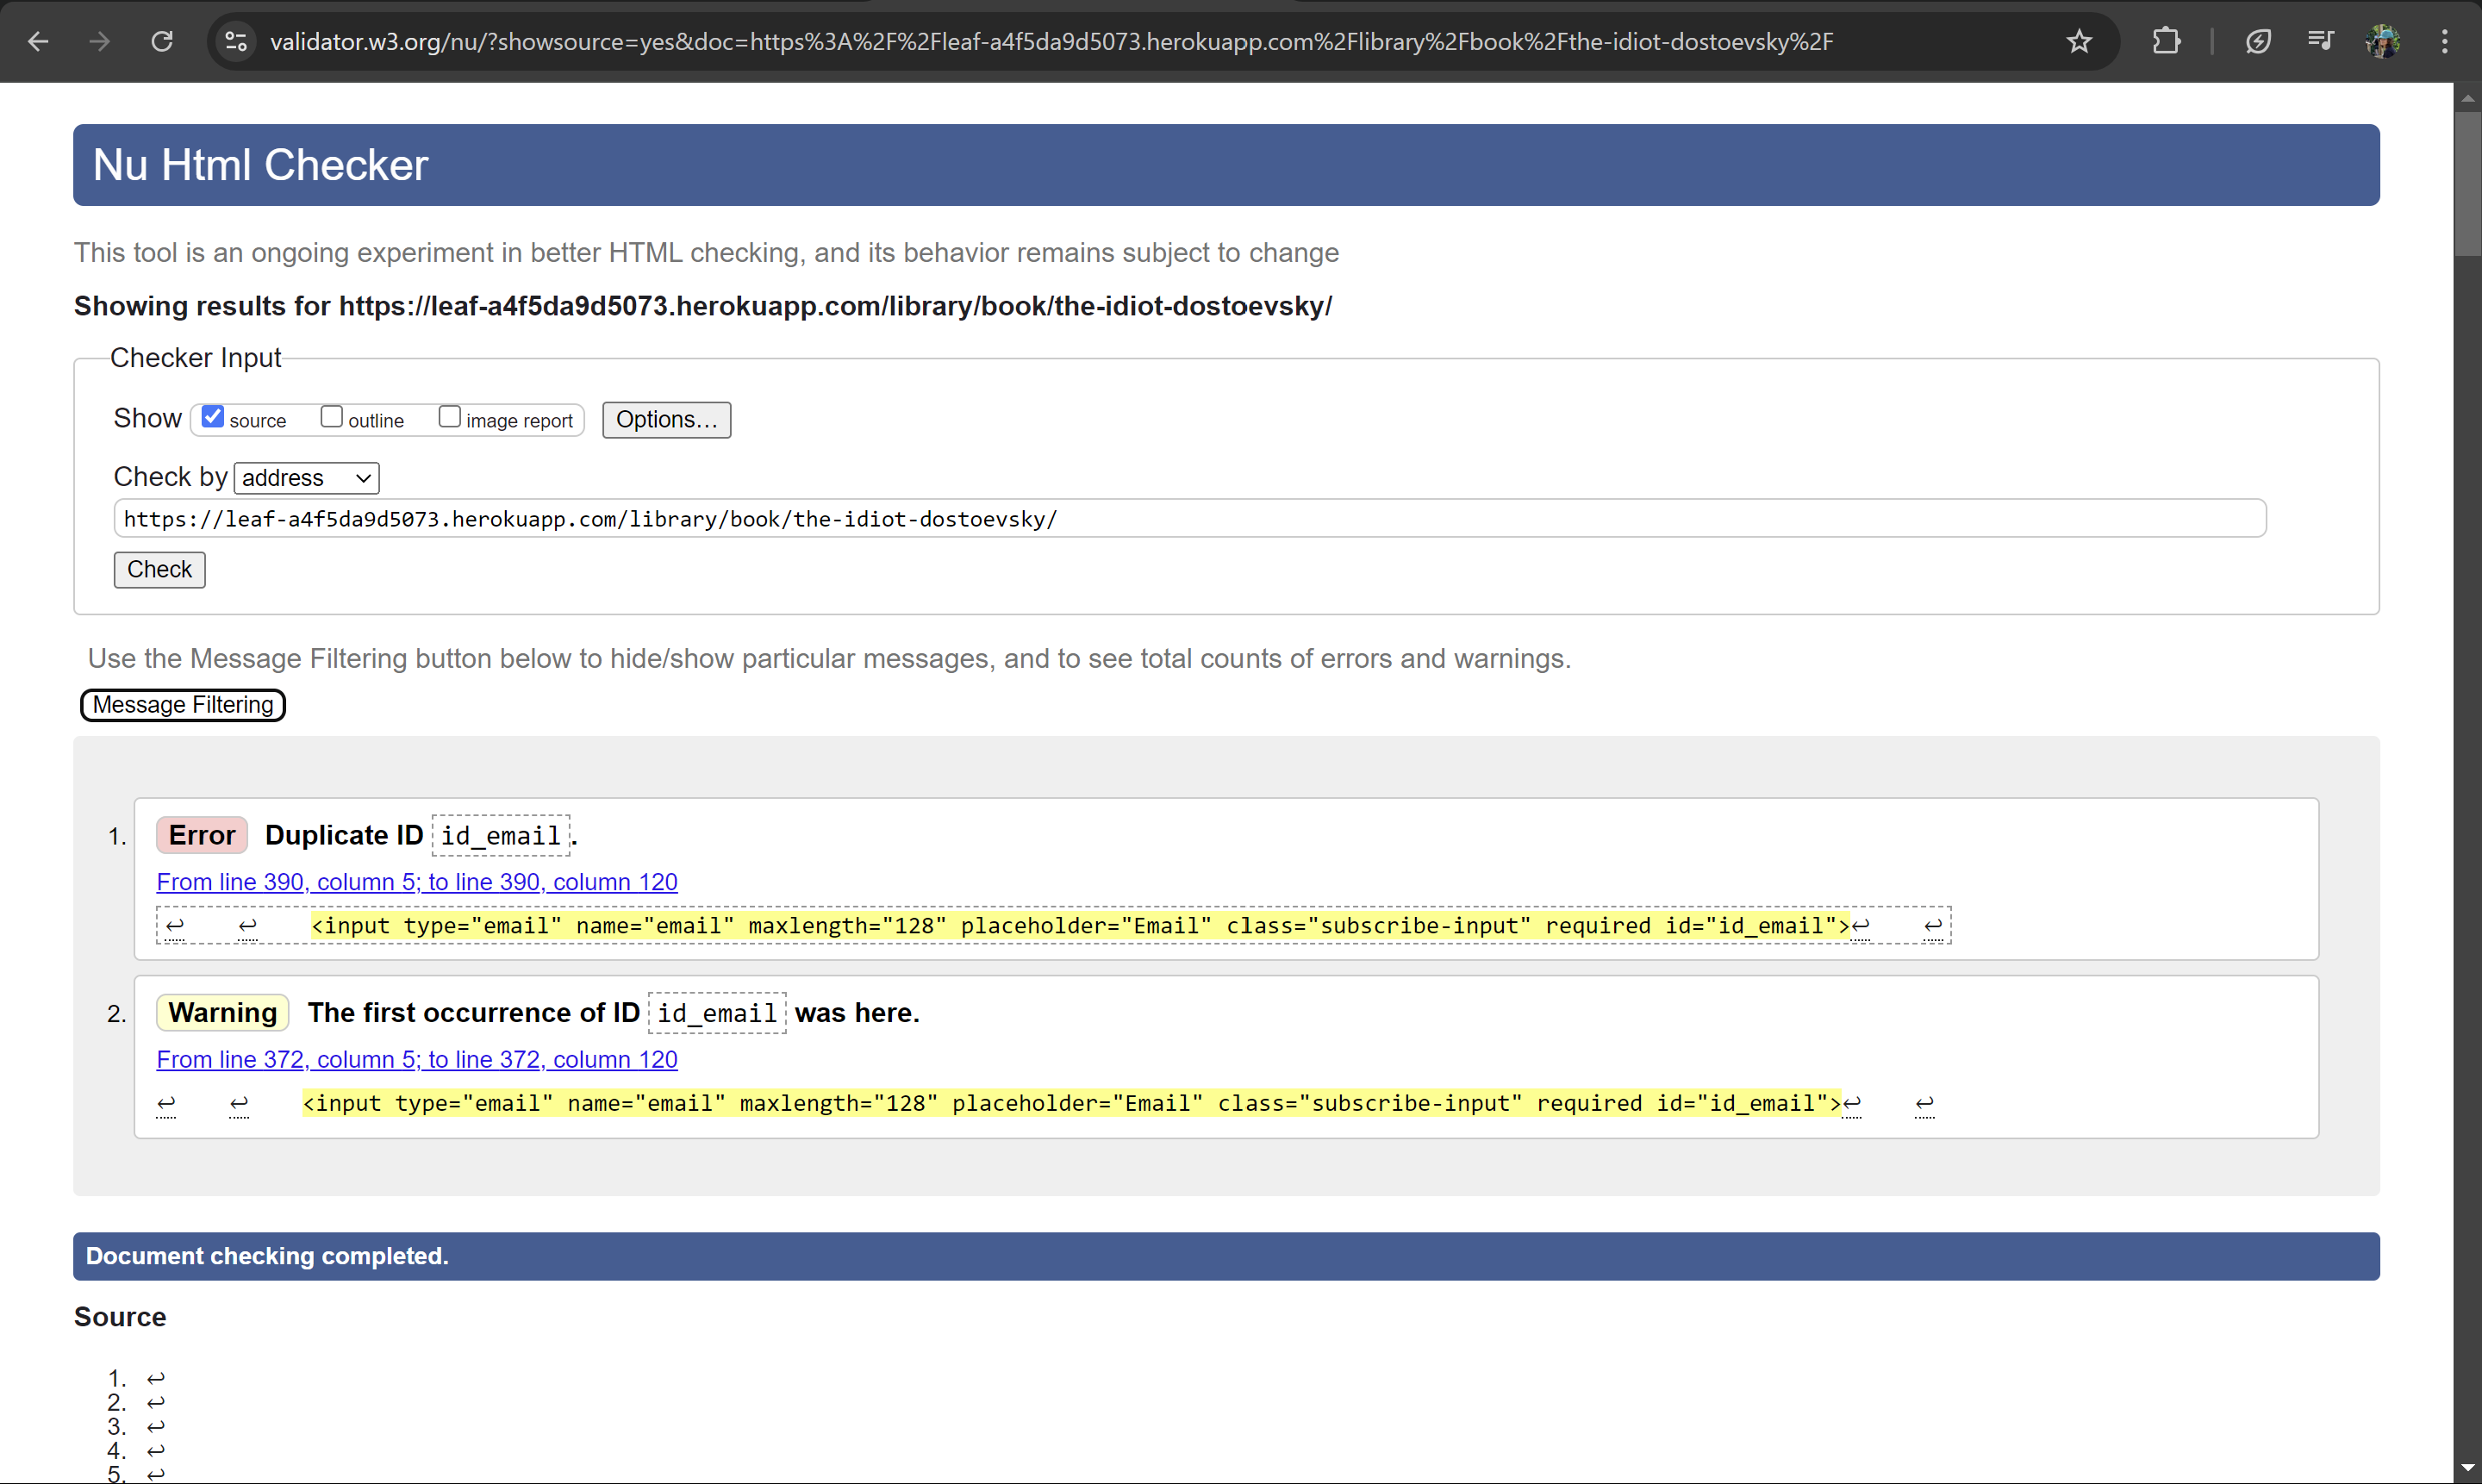 validator.w3.org/nu/?showsource=yes&doc=https%3A%2F%2Fleaf-a4f5da9d5073.herokuapp.com%2Flibrary%2Fbook%2Fthe-idiot-dostoevsky%2F
Nu Html Checker
This tool is an ongoing experiment in better HTML checking, and its behavior remains subject to change
Showing results for https://leaf-a4f5da9d5073.herokuapp.com/library/book/the-idiot-dostoevsky/
Checker Input
Show source outline image report Options...
Check by address
https://leaf-a4f5da9d5073.herokuapp.com/library/book/the-idiot-dostoevsky/
Check
Use the Message Filtering button below to hide/show particular messages, and to see total counts of errors and warnings.
Message Filtering
1. Error Duplicate ID id_email.
From line 390, column 5; to line 390, column 120
↩ ↩ <input type="email" name="email" maxlength="128" placeholder="Email" class="subscribe-input" required id="id_email">↩ ↩
2. Warning The first occurrence of ID id_email was here.
From line 372, column 5; to line 372, column 120
↩ ↩ <input type="email" name="email" maxlength="128" placeholder="Email" class="subscribe-input" required id="id_email">↩ ↩
Document checking completed.
Source
1. ↩
2. ↩
3. ↩
4. ↩
5. ↩